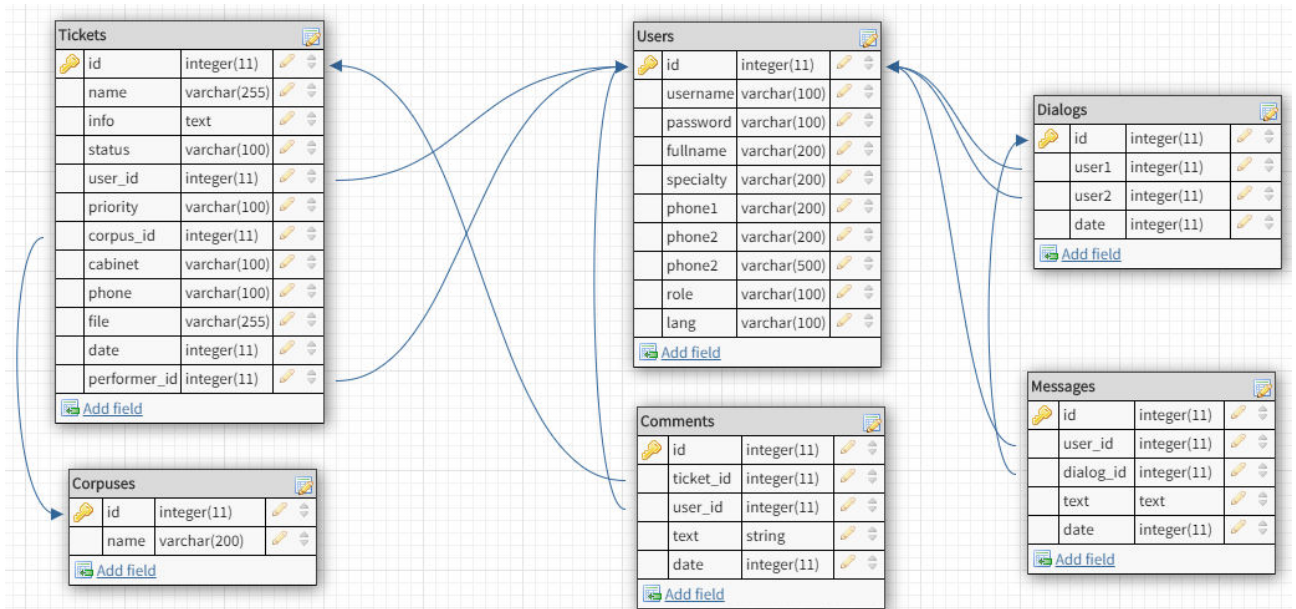 Tickets
id integer(11)
name varchar(255)
info text
status varchar(100)
user_id integer(11)
priority varchar(100)
corpus_id integer(11)
cabinet varchar(100)
phone varchar(100)
file varchar(255)
date integer(11)
performer_id integer(11)
Add field
Corpuses
id integer(11)
name varchar(200)
Add field
Users
id integer(11)
username varchar(100)
password varchar(100)
fullname varchar(200)
specialty varchar(200)
phone1 varchar(200)
phone2 varchar(200)
phone2 varchar(500)
role varchar(100)
lang varchar(100)
Add field
Comments
id integer(11)
ticket_id integer(11)
user_id integer(11)
text string
date integer(11)
Add field
Dialogs
id integer(11)
user1 integer(11)
user2 integer(11)
date integer(11)
Add field
Messages
id integer(11)
user_id integer(11)
dialog_id integer(11)
text text
date integer(11)
Add field